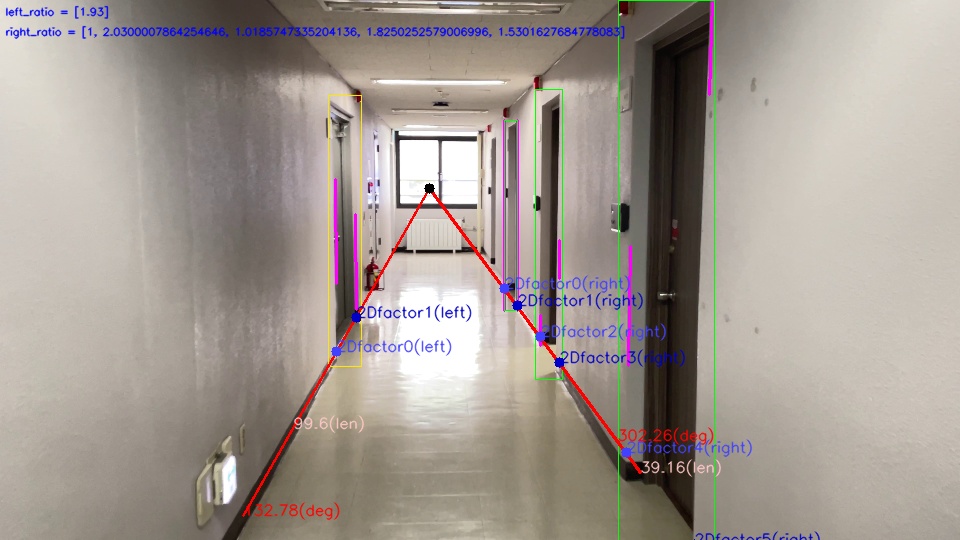 left_ratio = [1.93]
right_ratio = [1, 2.0300007864254646, 1.0185747335204136, 1.8250252579006996, 1.5301627684778083]
2Dfactor0(right)
2Dfactor1(right)
2Dfactor1(left)
2Dfactor2(right)
2Dfactor0(left)
2Dfactor3(right)
99.6(len)
302.26(deg)
2Dfactor4(right)
39.16(len)
132.78(deg)
2Dfactor5(right)